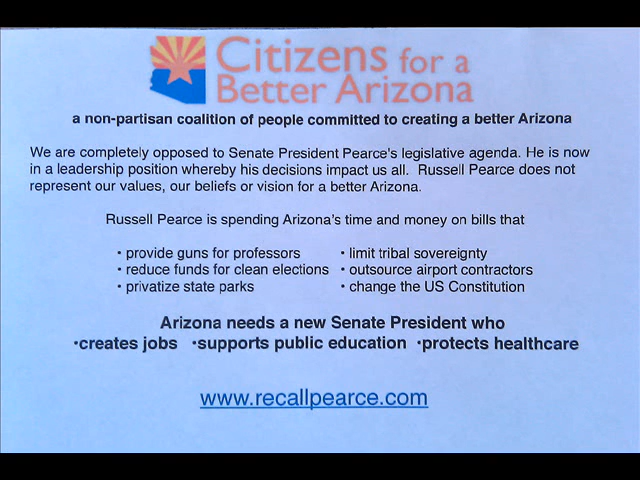 Citizens for a
Better Arizona
a non-partisan coalition of people committed to creating a better Arizona
We are completely opposed to Senate President Pearce's legislative agenda. He is now
in a leadership position whereby his decisions impact us all. Russell Pearce does not
represent our values, our beliefs or vision for a better Arizona.
Russell Pearce is spending Arizona's time and money on bills that
• provide guns for professors • limit tribal sovereignty
• reduce funds for clean elections • outsource airport contractors
• privatize state parks • change the US Constitution
Arizona needs a new Senate President who
•creates jobs •supports public education •protects healthcare
www.recallpearce.com